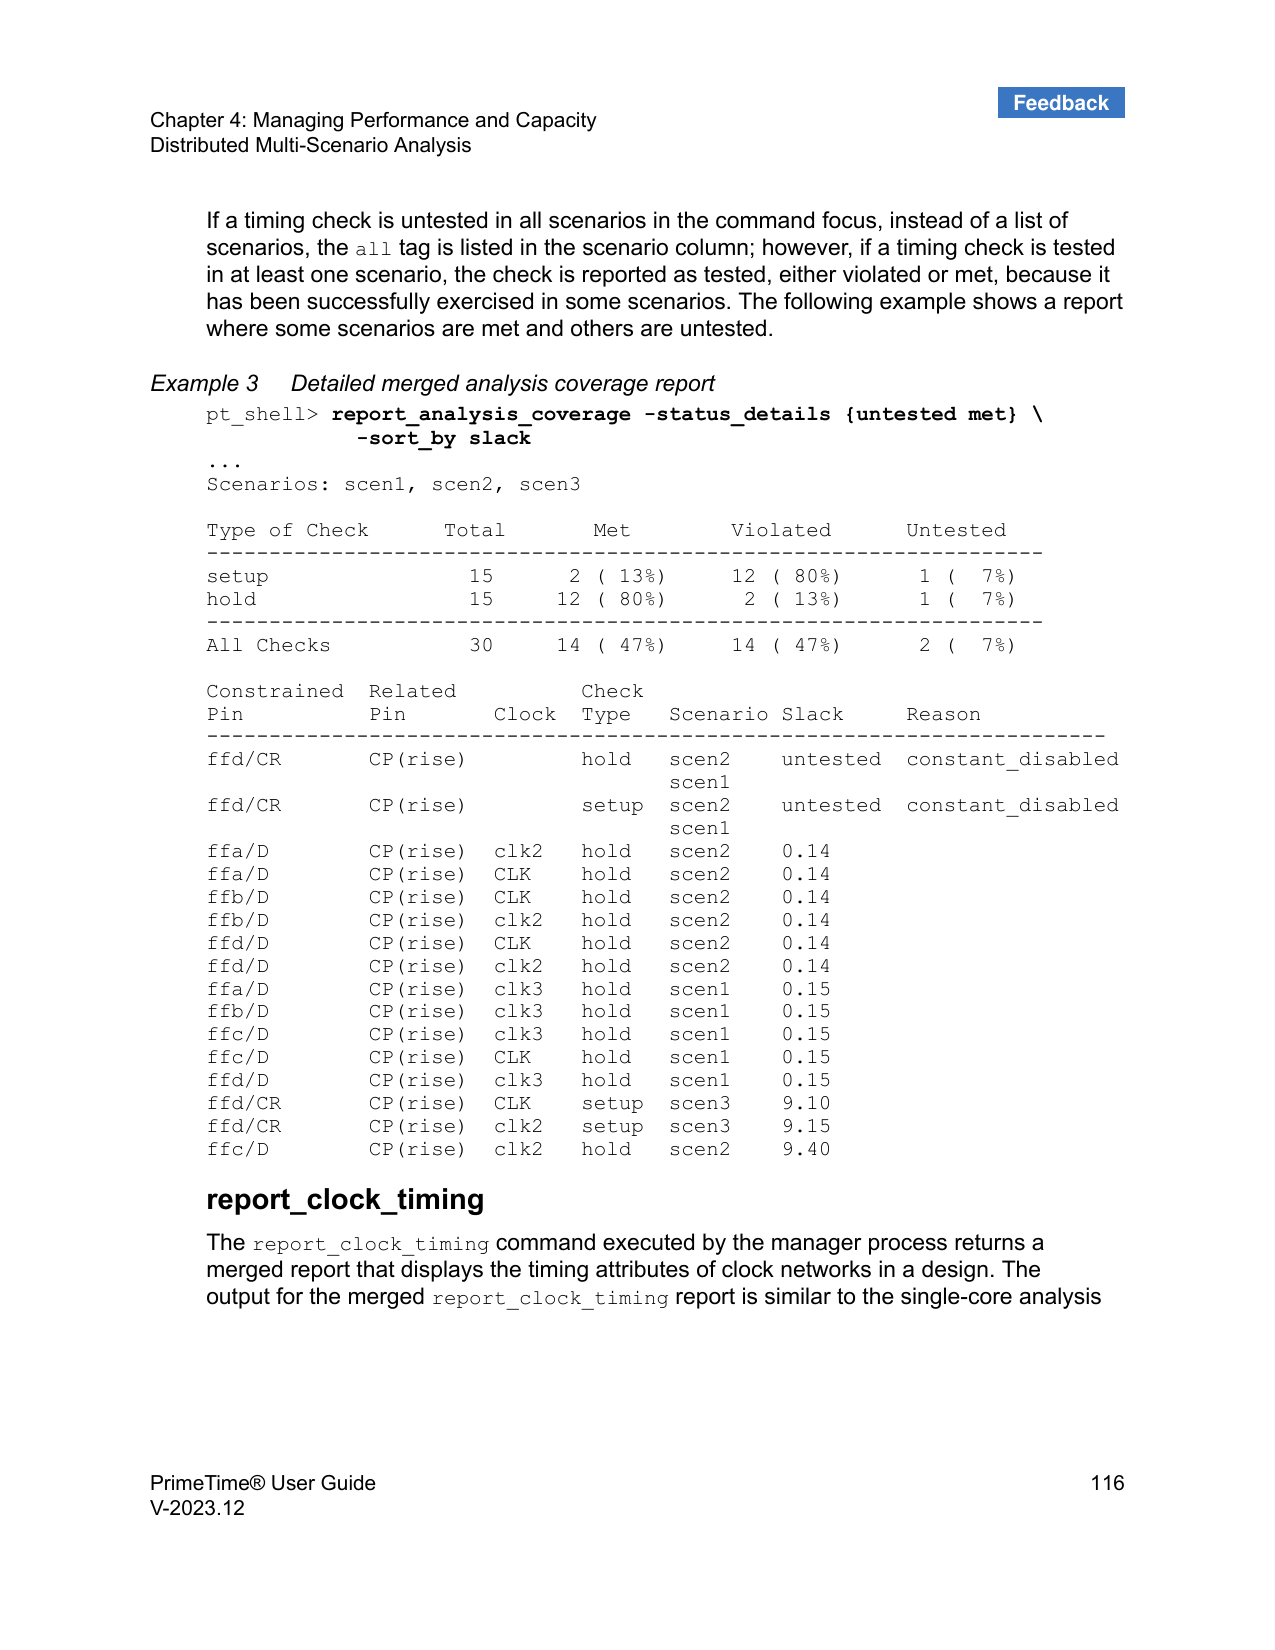 Feedback
Chapter 4: Managing Performance and Capacity
Distributed Multi-Scenario Analysis
If a timing check is untested in all scenarios in the command focus, instead of a list of
scenarios, the all tag is listed in the scenario column; however, if a timing check is tested
in at least one scenario, the check is reported as tested, either violated or met, because it
has been successfully exercised in some scenarios. The following example shows a report
where some scenarios are met and others are untested.
Example 3 Detailed merged analysis coverage report
pt_shell> report_analysis_coverage -status_details {untested met} \
            -sort_by slack
...
Scenarios: scen1, scen2, scen3
Type of Check      Total       Met        Violated      Untested
-------------------------------------------------------------------
setup                15      2 ( 13%)     12 ( 80%)      1 (  7%)
hold                 15     12 ( 80%)      2 ( 13%)      1 (  7%)
-------------------------------------------------------------------
All Checks           30     14 ( 47%)     14 ( 47%)      2 (  7%)
Constrained  Related          Check
Pin          Pin       Clock  Type   Scenario Slack     Reason
------------------------------------------------------------------------
ffd/CR       CP(rise)         hold   scen2    untested  constant_disabled
                                     scen1
ffd/CR       CP(rise)         setup  scen2    untested  constant_disabled
                                     scen1
ffa/D        CP(rise)  clk2   hold   scen2    0.14
ffa/D        CP(rise)  CLK    hold   scen2    0.14
ffb/D        CP(rise)  CLK    hold   scen2    0.14
ffb/D        CP(rise)  clk2   hold   scen2    0.14
ffd/D        CP(rise)  CLK    hold   scen2    0.14
ffd/D        CP(rise)  clk2   hold   scen2    0.14
ffa/D        CP(rise)  clk3   hold   scen1    0.15
ffb/D        CP(rise)  clk3   hold   scen1    0.15
ffc/D        CP(rise)  clk3   hold   scen1    0.15
ffc/D        CP(rise)  CLK    hold   scen1    0.15
ffd/D        CP(rise)  clk3   hold   scen1    0.15
ffd/CR       CP(rise)  CLK    setup  scen3    9.10
ffd/CR       CP(rise)  clk2   setup  scen3    9.15
ffc/D        CP(rise)  clk2   hold   scen2    9.40
report_clock_timing
The report_clock_timing command executed by the manager process returns a
merged report that displays the timing attributes of clock networks in a design. The
output for the merged report_clock_timing report is similar to the single-core analysis
PrimeTime® User Guide 116
V-2023.12